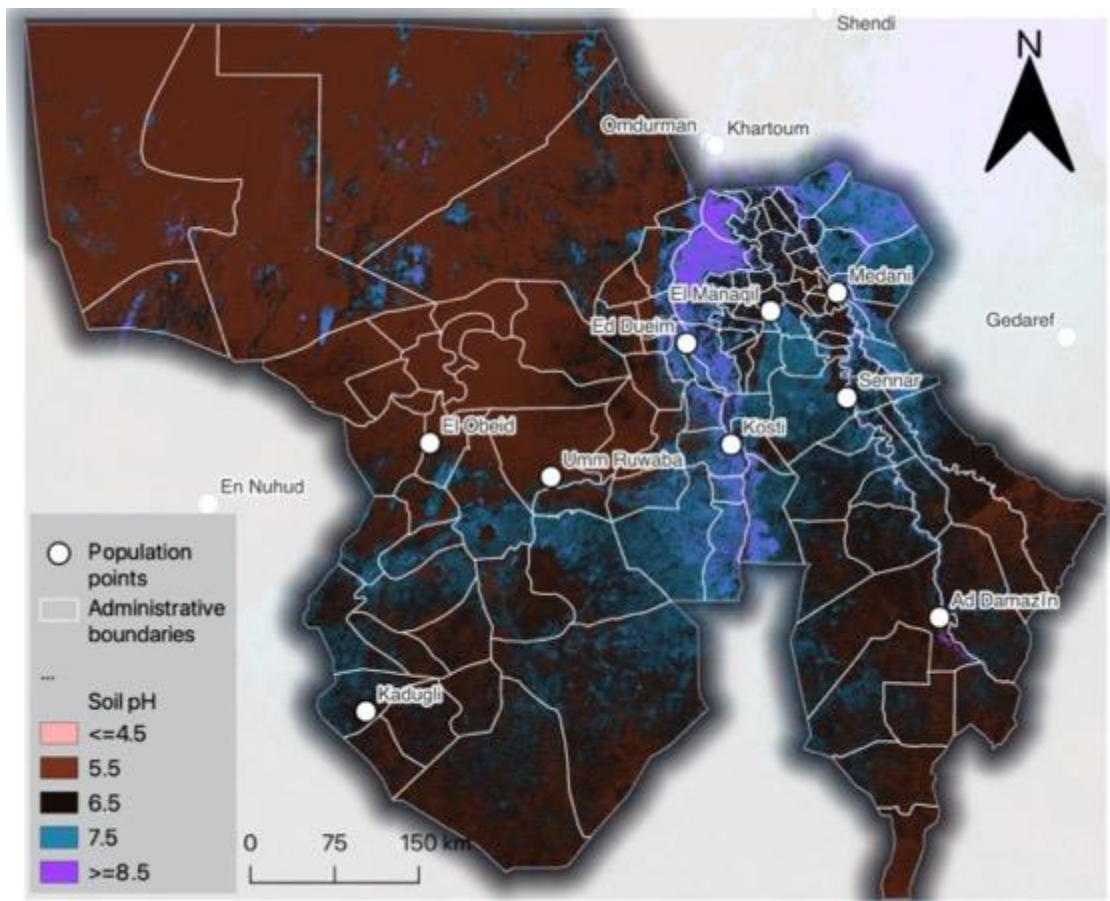 Shendi
N
Omdurman
Khartoum
Medani
El Manaqil
Gedaref
Ed Dueim
Sennar
El Obeid
Kosti
Umm Ruwaba
En Nuhud
Population
points
Administrative
boundaries
Ad Damazīn
...
Soil pH
Kadugli
<=4.5
5.5
6.5
7.5
>=8.5
0 75 150 km